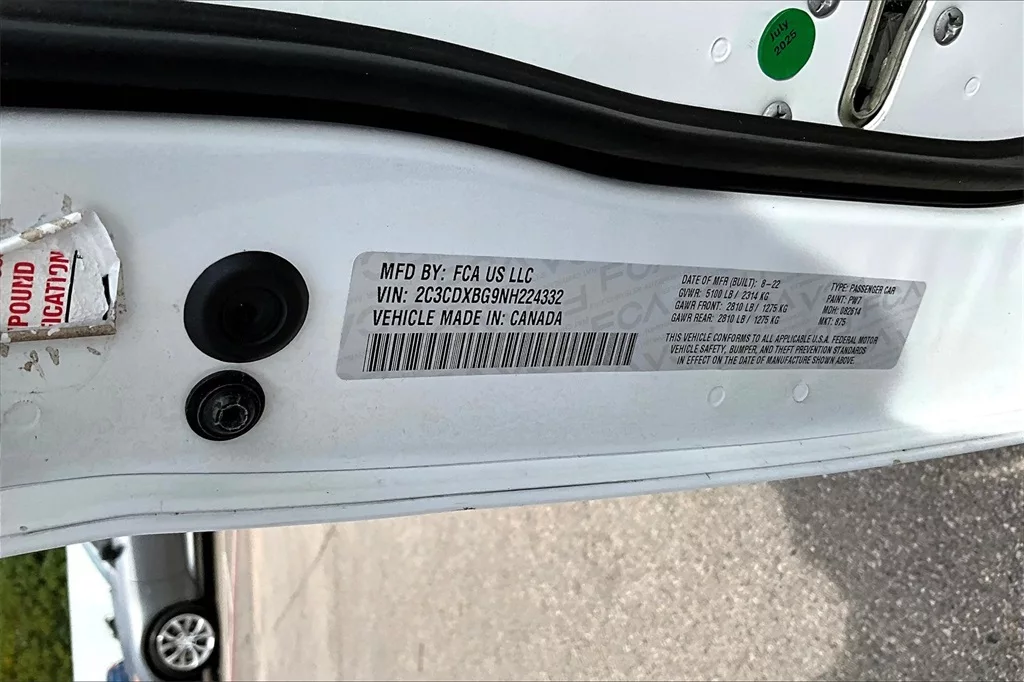 July
2025
POUND
FICATION
MFD BY: FCA US LLC
VIN: 2C3CDXBG9NH224332
VEHICLE MADE IN: CANADA
DATE OF MFR (BUILT): 8-22
GVWR: 5100 LB / 2314 KG
GAWR FRONT: 2810 LB / 1275 KG
GAWR REAR: 2810 LB / 1275 KG
TYPE: PASSENGER CAR
PAINT: PW7
MDH: 082914
MKT: 875
THIS VEHICLE CONFORMS TO ALL APPLICABLE U.S.A. FEDERAL MOTOR
VEHICLE SAFETY, BUMPER, AND THEFT PREVENTION STANDARDS
IN EFFECT ON THE DATE OF MANUFACTURE SHOWN ABOVE.